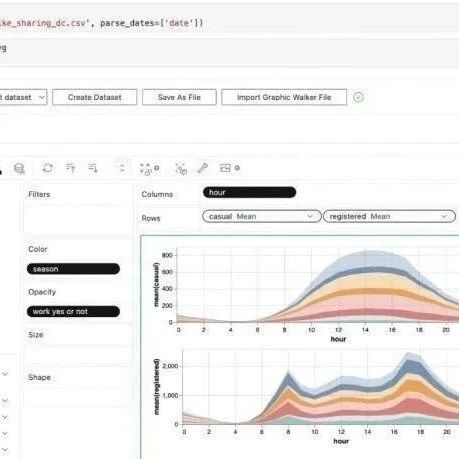 ike_sharing_dc.csv', parse_dates=['date'])
yg
t dataset
Create Dataset
Save As File
Import Graphic Walker File
Filters
Columns
hour
Rows
casual Mean
registered Mean
Color
season
Opacity
work yes or not
Size
Shape
mean(casual)
800
600
400
200
0
0 2 4 6 8 10 12 14 16 18 20
hour
mean(registered)
2,000
1,000
0
0 2 4 6 8 10 12 14 16 18 20
hour